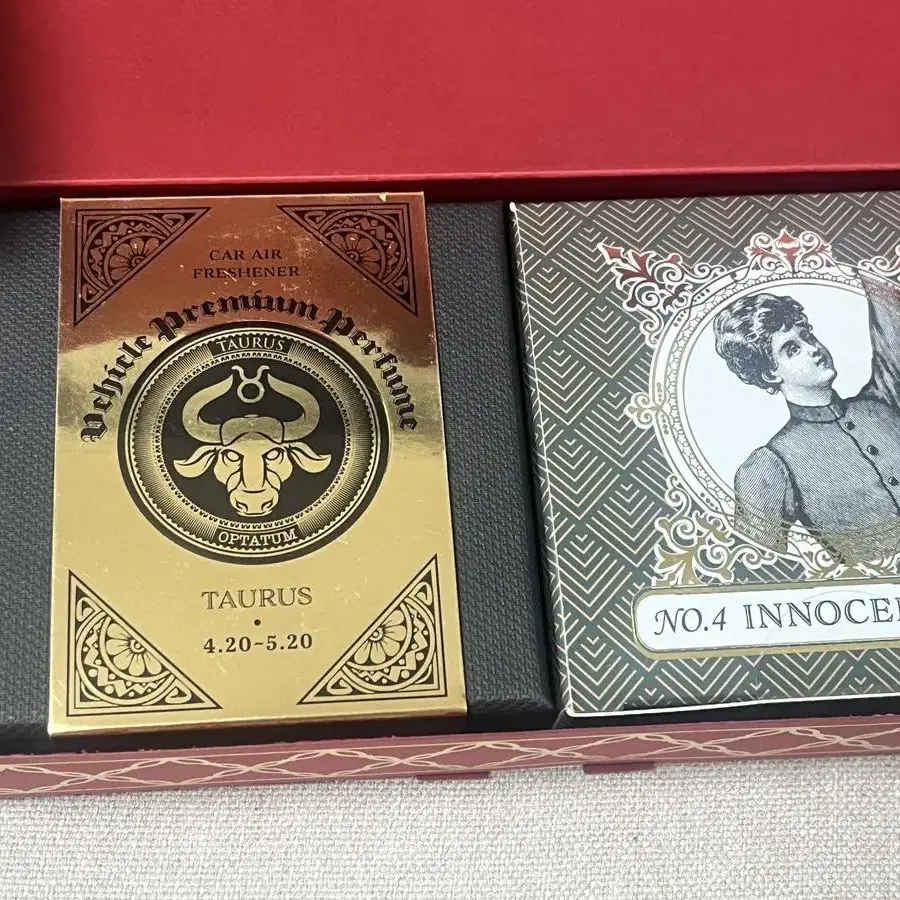 CAR AIR
FRESHENER
Vehicle Premium Perfume
TAURUS
OPTATUM
TAURUS
4.20~5.20
NO.4 INNOCE